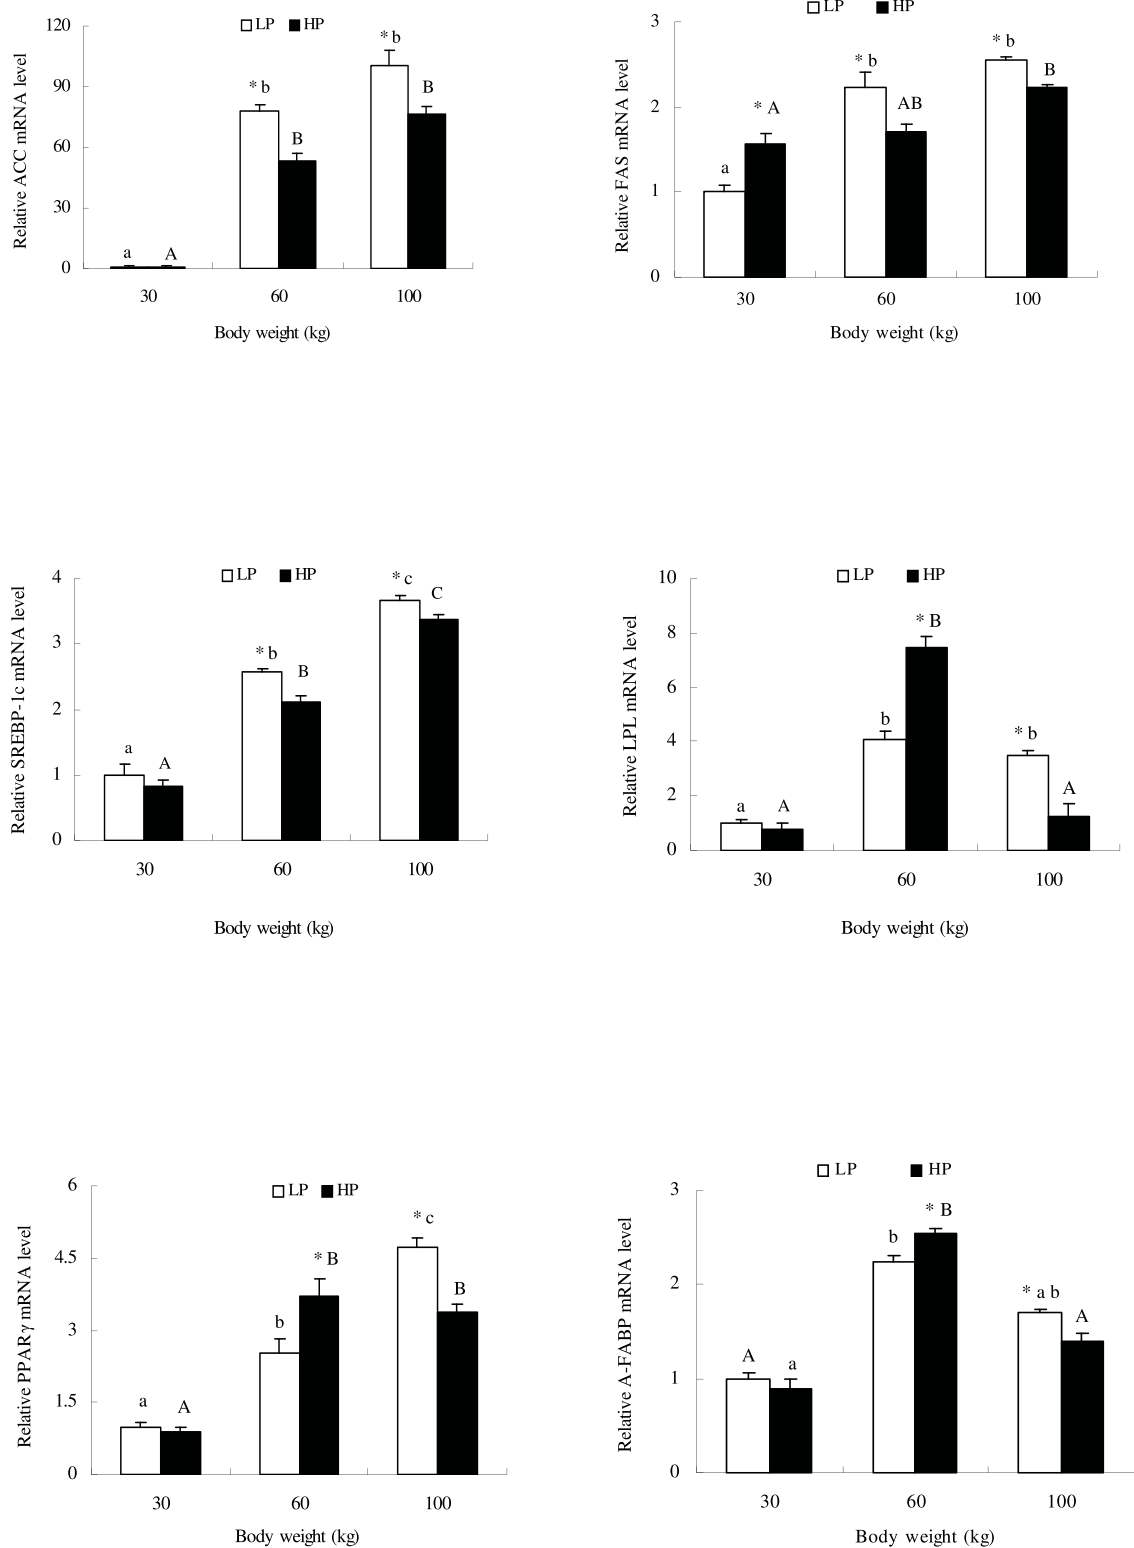 LP HP
120
90
60
30
0
Relative ACC mRNA level
a A
* b B
* b B
30 60 100
Body weight (kg)
LP HP
3
2
1
0
Relative FAS mRNA level
a * A
* b AB
* b B
30 60 100
Body weight (kg)
LP HP
4
3
2
1
0
Relative SREBP-1c mRNA level
a A
* b B
* c C
30 60 100
Body weight (kg)
LP HP
10
8
6
4
2
0
Relative LPL mRNA level
a A
b * B
* b A
30 60 100
Body weight (kg)
LP HP
6
4.5
3
1.5
0
Relative PPARγ mRNA level
a A
b * B
* c B
30 60 100
Body weight (kg)
LP HP
3
2
1
0
Relative A-FABP mRNA level
A a
b * B
* a b A
30 60 100
Body weight (kg)